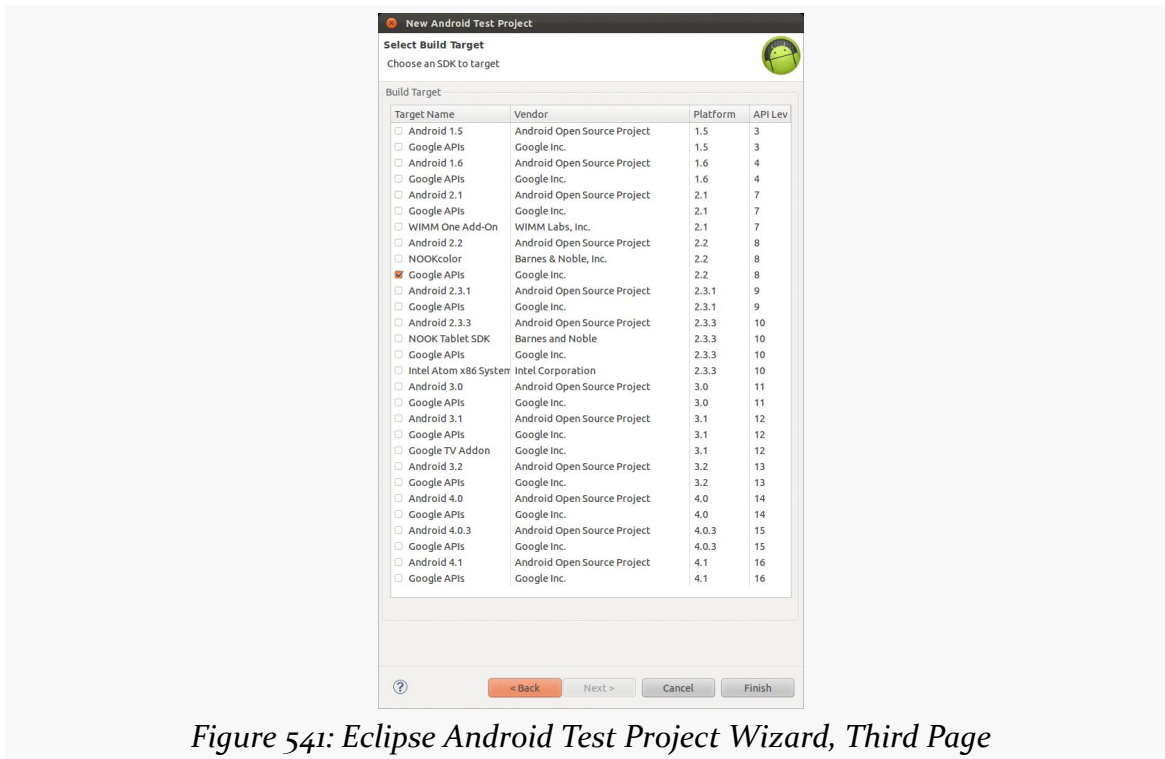 New Android Test Project
Select Build Target
Choose an SDK to target
Build Target
Target Name Vendor Platform API Lev
Android 1.5 Android Open Source Project 1.5 3
Google APIs Google Inc. 1.5 3
Android 1.6 Android Open Source Project 1.6 4
Google APIs Google Inc. 1.6 4
Android 2.1 Android Open Source Project 2.1 7
Google APIs Google Inc. 2.1 7
WIMM One Add-On WIMM Labs, Inc. 2.1 7
Android 2.2 Android Open Source Project 2.2 8
NOOKcolor Barnes & Noble, Inc. 2.2 8
Google APIs Google Inc. 2.2 8
Android 2.3.1 Android Open Source Project 2.3.1 9
Google APIs Google Inc. 2.3.1 9
Android 2.3.3 Android Open Source Project 2.3.3 10
NOOK Tablet SDK Barnes and Noble 2.3.3 10
Google APIs Google Inc. 2.3.3 10
Intel Atom x86 System Intel Corporation 2.3.3 10
Android 3.0 Android Open Source Project 3.0 11
Google APIs Google Inc. 3.0 11
Android 3.1 Android Open Source Project 3.1 12
Google APIs Google Inc. 3.1 12
Google TV Addon Google Inc. 3.1 12
Android 3.2 Android Open Source Project 3.2 13
Google APIs Google Inc. 3.2 13
Android 4.0 Android Open Source Project 4.0 14
Google APIs Google Inc. 4.0 14
Android 4.0.3 Android Open Source Project 4.0.3 15
Google APIs Google Inc. 4.0.3 15
Android 4.1 Android Open Source Project 4.1 16
Google APIs Google Inc. 4.1 16
? < Back Next > Cancel Finish
Figure 541: Eclipse Android Test Project Wizard, Third Page